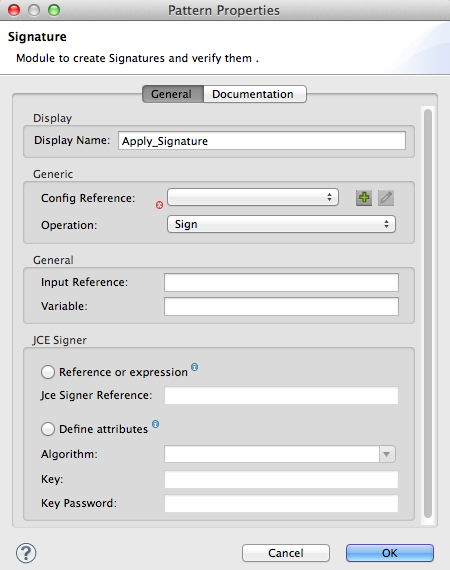 Pattern Properties
Signature
Module to create Signatures and verify them .
General Documentation
Display
Display Name: Apply_Signature
Generic
Config Reference:
Operation: Sign
General
Input Reference:
Variable:
JCE Signer
Reference or expression
Jce Signer Reference:
Define attributes
Algorithm:
Key:
Key Password:
? Cancel OK